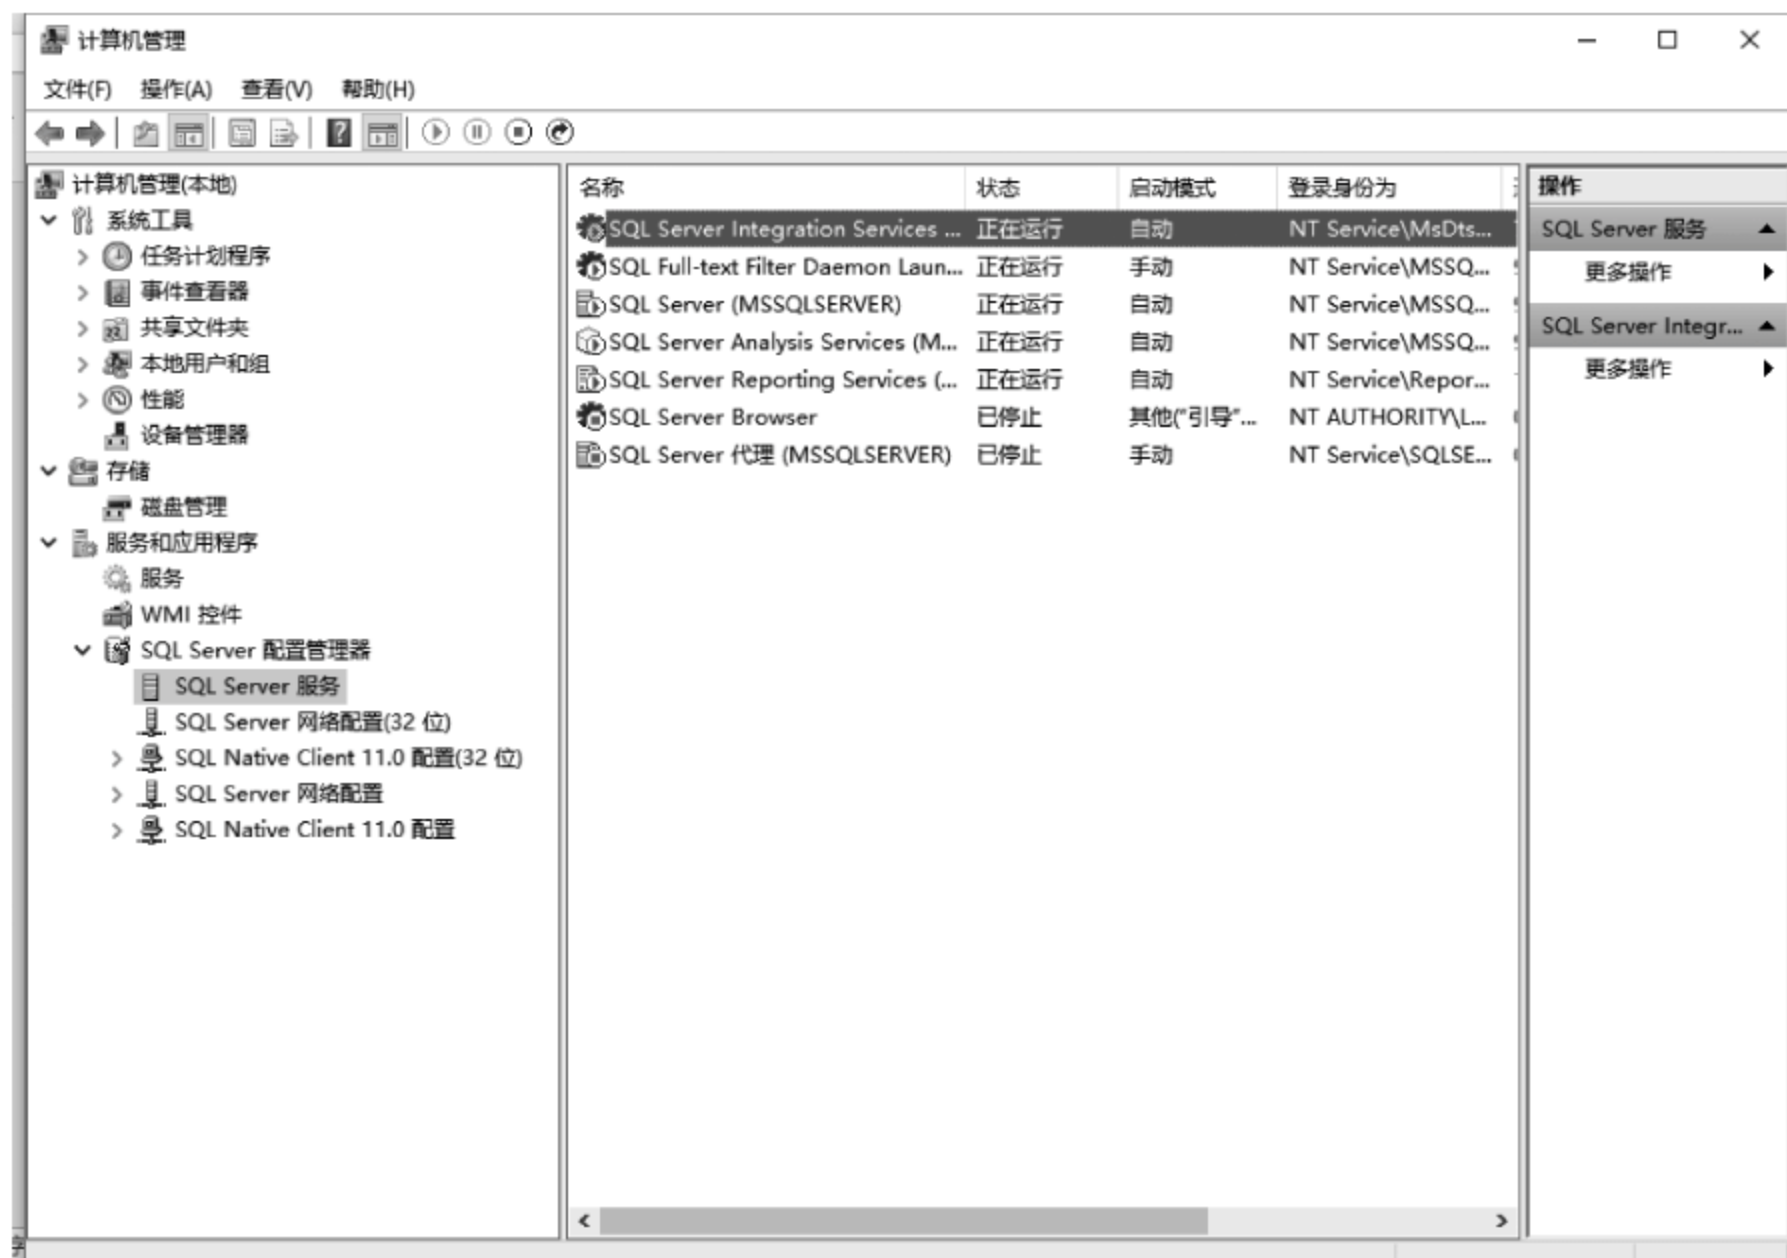 计算机管理
文件(F) 操作(A) 查看(V) 帮助(H)
计算机管理(本地)
系统工具
任务计划程序
事件查看器
共享文件夹
本地用户和组
性能
设备管理器
存储
磁盘管理
服务和应用程序
服务
WMI 控件
SQL Server 配置管理器
SQL Server 服务
SQL Server 网络配置(32 位)
SQL Native Client 11.0 配置(32 位)
SQL Server 网络配置
SQL Native Client 11.0 配置
名称 状态 启动模式 登录身份为
SQL Server Integration Services ... 正在运行 自动 NT Service\MsDts...
SQL Full-text Filter Daemon Laun... 正在运行 手动 NT Service\MSSQ...
SQL Server (MSSQLSERVER) 正在运行 自动 NT Service\MSSQ...
SQL Server Analysis Services (M... 正在运行 自动 NT Service\MSSQ...
SQL Server Reporting Services (... 正在运行 自动 NT Service\Repor...
SQL Server Browser 已停止 其他("引导"... NT AUTHORITY\L...
SQL Server 代理 (MSSQLSERVER) 已停止 手动 NT Service\SQLSE...
操作
SQL Server 服务
更多操作
SQL Server Integr...
更多操作